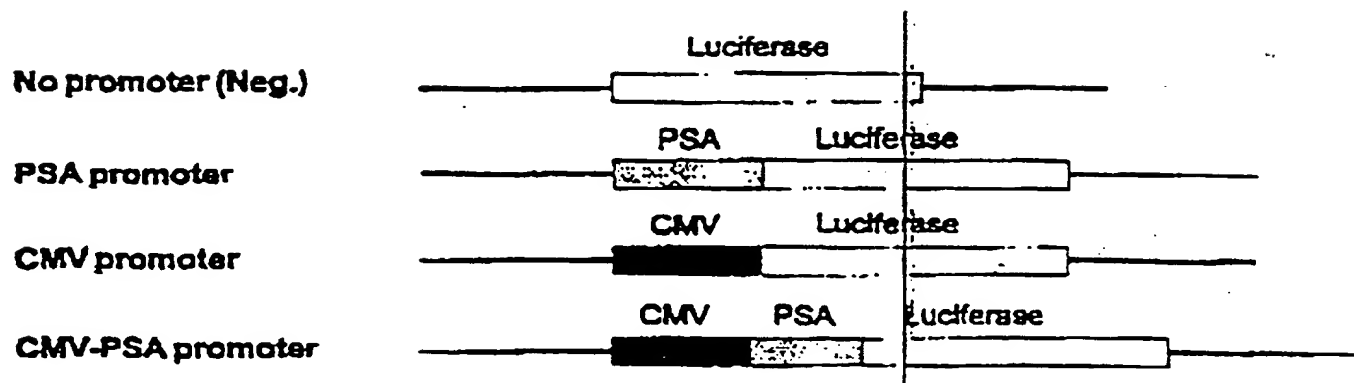 Luciferase
No promoter (Neg.)
PSA Luciferase
PSA promoter
CMV Luciferase
CMV promoter
CMV PSA Luciferase
CMV-PSA promoter